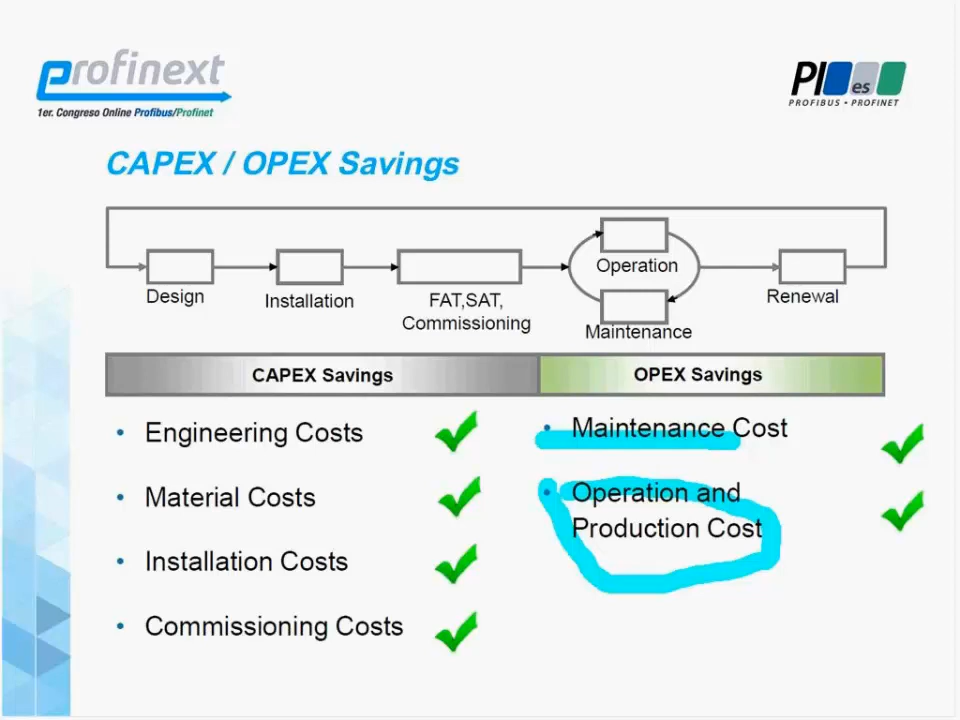 profinext
1er. Congreso Online Profibus/Profinet
PI es
PROFIBUS • PROFINET
CAPEX / OPEX Savings
Design
Installation
FAT,SAT,
Commissioning
Operation
Maintenance
Renewal
CAPEX Savings
OPEX Savings
• Engineering Costs
• Material Costs
• Installation Costs
• Commissioning Costs
• Maintenance Cost
• Operation and
Production Cost